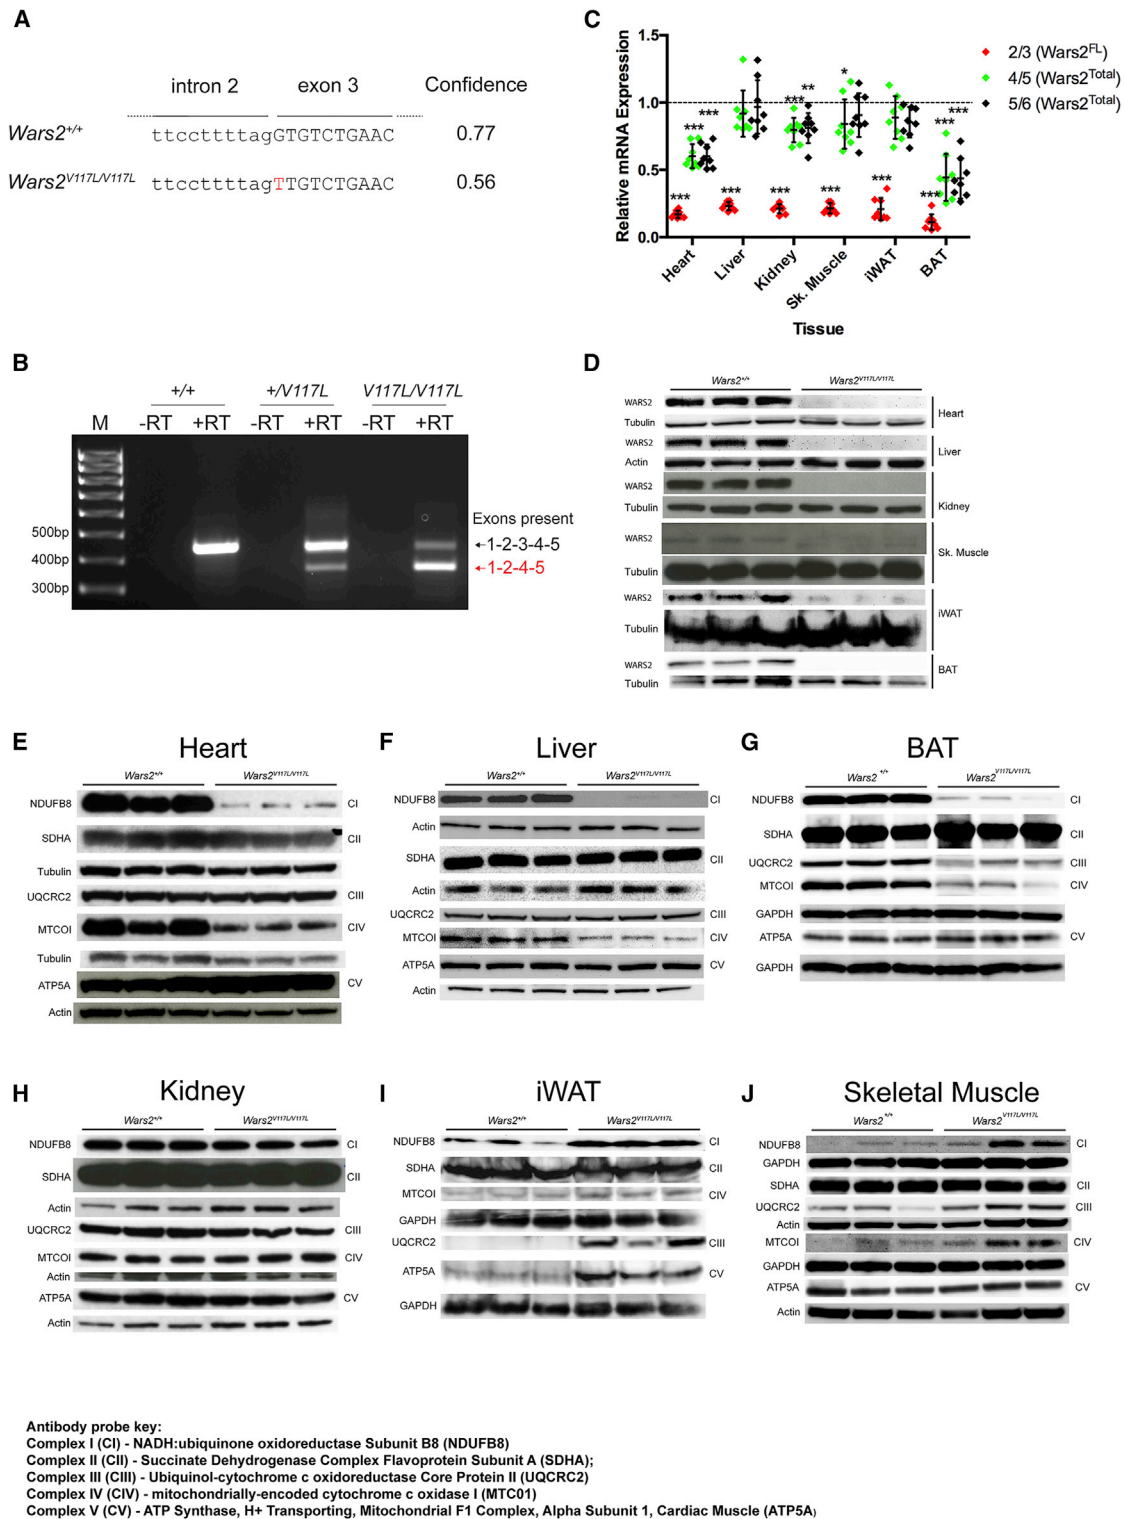 A
intron 2 exon 3 Confidence
Wars2+/+ ttccttttagGTGTCTGAAC 0.77
Wars2V117L/V117L ttccttttagTTGTCTGAAC 0.56
B
+/+ +/V117L V117L/V117L
M -RT +RT -RT +RT -RT +RT
500bp
400bp
300bp
Exons present
←1-2-3-4-5
←1-2-4-5
C
Relative mRNA Expression
1.5
1.0
0.5
0.0
*** *** ***
***
*** *** **
*** *
***
*** *** ***
Heart Liver Kidney Sk. Muscle iWAT BAT
Tissue
2/3 (Wars2FL)
4/5 (Wars2Total)
5/6 (Wars2Total)
D
Wars2+/+ Wars2V117L/V117L
WARS2
Tubulin
Heart
WARS2
Actin
Liver
WARS2
Tubulin
Kidney
WARS2
Tubulin
Sk. Muscle
WARS2
Tubulin
iWAT
WARS2
Tubulin
BAT
E
Heart
Wars2+/+ Wars2V117L/V117L
NDUFB8 CI
SDHA CII
Tubulin
UQCRC2 CIII
MTCOI CIV
Tubulin
ATP5A CV
Actin
F
Liver
Wars2+/+ Wars2V117L/V117L
NDUFB8 CI
Actin
SDHA CII
Actin
UQCRC2 CIII
MTCOI CIV
ATP5A CV
Actin
G
BAT
Wars2 +/+ Wars2V117L/V117L
NDUFB8 CI
SDHA CII
UQCRC2 CIII
MTCOI CIV
GAPDH
ATP5A CV
GAPDH
H
Kidney
Wars2+/+ Wars2V117L/V117L
NDUFB8 CI
SDHA CII
Actin
UQCRC2 CIII
MTCOI CIV
Actin
ATP5A CV
Actin
I
iWAT
Wars2+/+ Wars2V117L/V117L
NDUFB8 CI
SDHA CII
MTCOI CIV
GAPDH
UQCRC2 CIII
ATP5A CV
GAPDH
J
Skeletal Muscle
Wars2 +/+ Wars2 V117L/V117L
NDUFB8 CI
GAPDH
SDHA CII
UQCRC2 CIII
Actin
MTCOI CIV
GAPDH
ATP5A CV
Actin
Antibody probe key:
Complex I (CI) - NADH:ubiquinone oxidoreductase Subunit B8 (NDUFB8)
Complex II (CII) - Succinate Dehydrogenase Complex Flavoprotein Subunit A (SDHA);
Complex III (CIII) - Ubiquinol-cytochrome c oxidoreductase Core Protein II (UQCRC2)
Complex IV (CIV) - mitochondrially-encoded cytochrome c oxidase I (MTC01)
Complex V (CV) - ATP Synthase, H+ Transporting, Mitochondrial F1 Complex, Alpha Subunit 1, Cardiac Muscle (ATP5A)